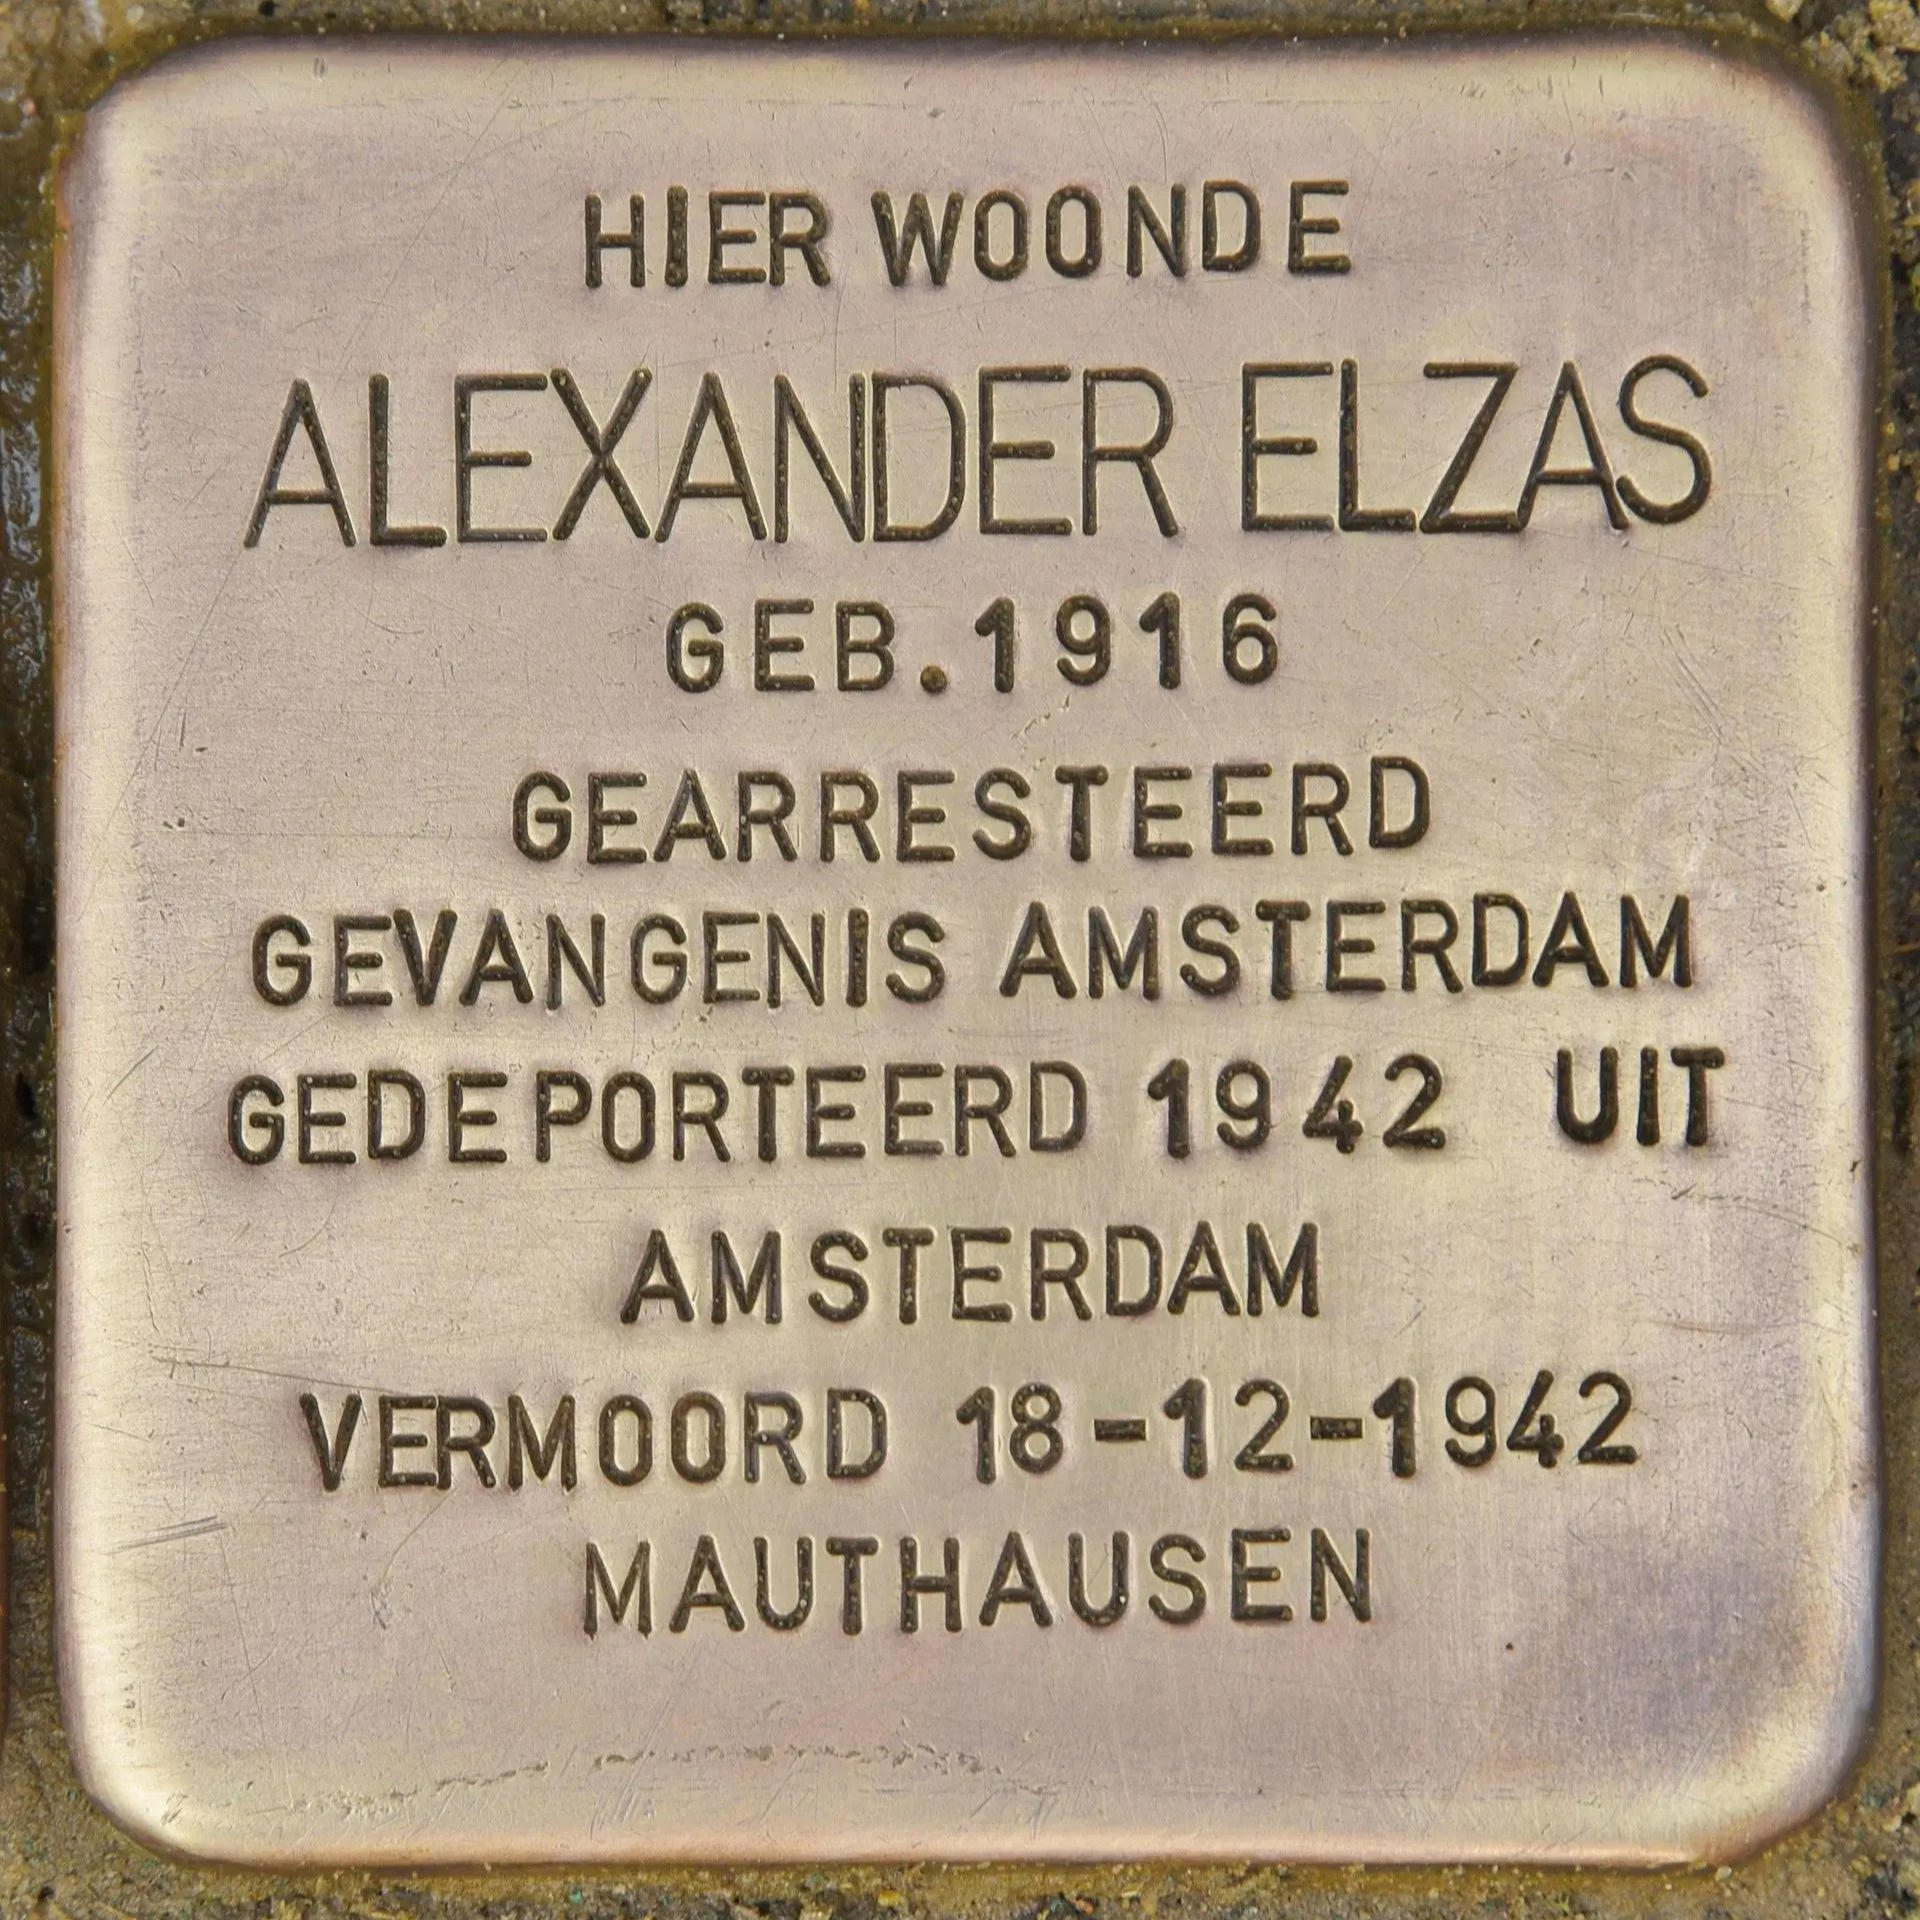 HIER WOONDE
ALEXANDER ELZAS
GEB.1916
GEARRESTEERD
GEVANGENIS AMSTERDAM
GEDEPORTEERD 1942 UIT
AMSTERDAM
VERMOORD 18-12-1942
MAUTHAUSEN